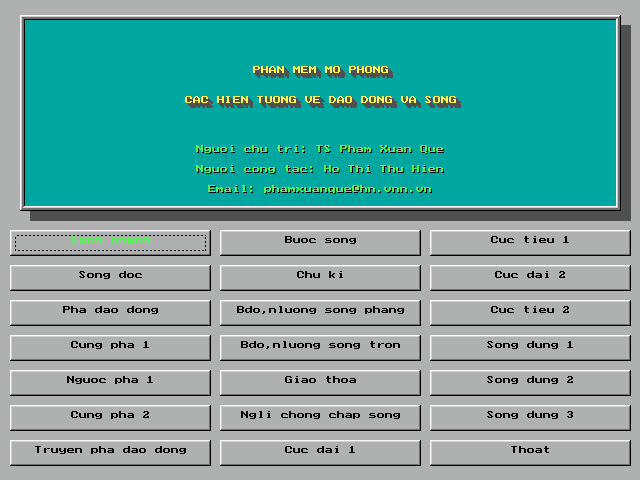 PHAN MEM MO PHONG
CAC HIEN TUONG VE DAO DONG VA SONG
Nguoi chu tri: TS Pham Xuan Que
Nguoi cong tac: Ho Thi Thu Hien
Email: phamxuanque@hn.vnn.vn
Buoc song
Cuc tieu 1
Song doc
Chu ki
Cuc dai 2
Pha dao dong
Bdo,nluong song phang
Cuc tieu 2
Cung pha 1
Bdo,nluong song tron
Song dung 1
Nguoc pha 1
Giao thoa
Song dung 2
Cung pha 2
Ngli chong chap song
Song dung 3
Truyen pha dao dong
Cuc dai 1
Thoat